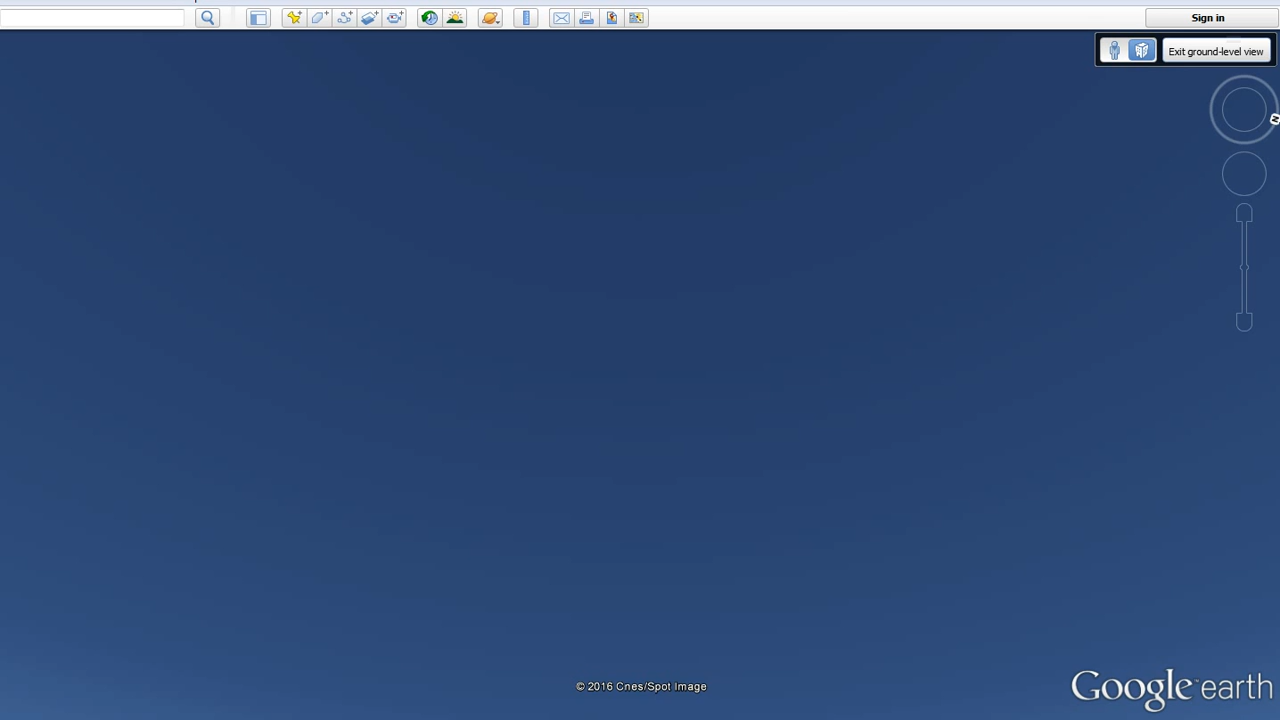 Sign in
Exit ground-level view
N
© 2016 Cnes/Spot Image
Google earth